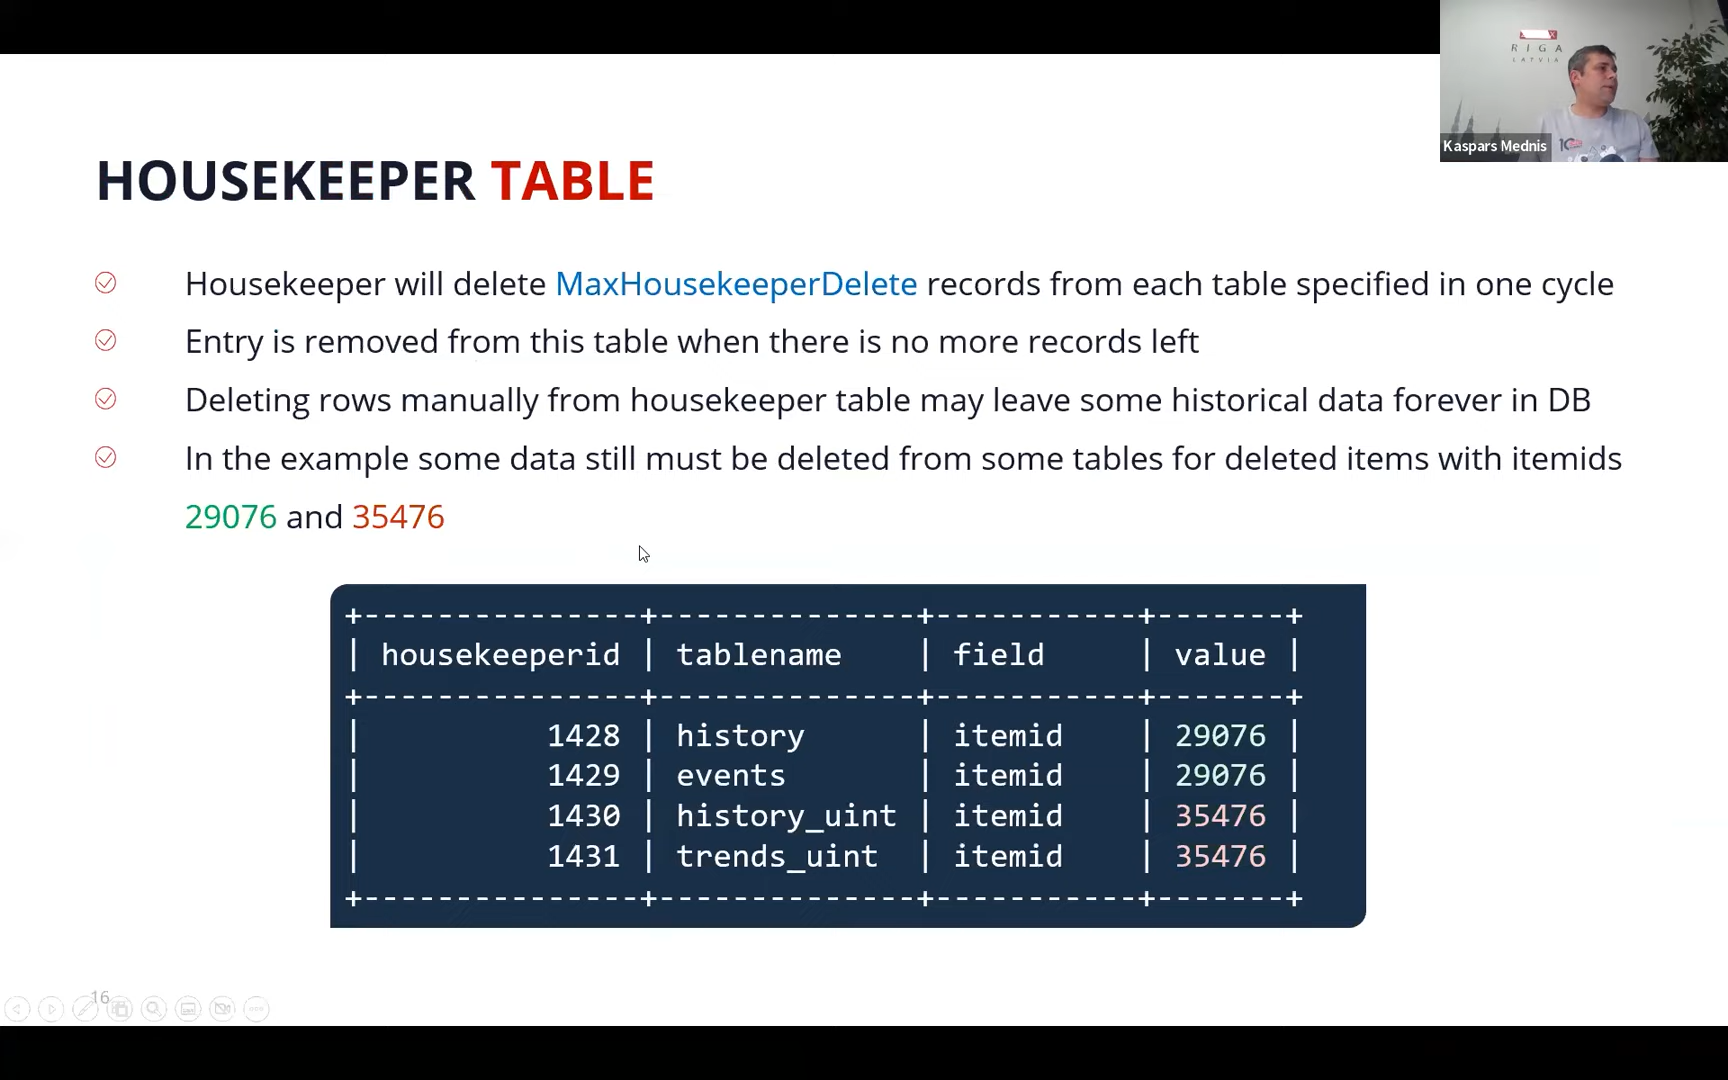 RIGA
LATVIA
Kaspars Mednis
HOUSEKEEPER TABLE
Housekeeper will delete MaxHousekeeperDelete records from each table specified in one cycle
Entry is removed from this table when there is no more records left
Deleting rows manually from housekeeper table may leave some historical data forever in DB
In the example some data still must be deleted from some tables for deleted items with itemids
29076 and 35476
+---------------+--------------+-----------+-------+
| housekeeperid | tablename | field | value |
+---------------+--------------+-----------+-------+
| 1428 | history | itemid | 29076 |
| 1429 | events | itemid | 29076 |
| 1430 | history_uint | itemid | 35476 |
| 1431 | trends_uint | itemid | 35476 |
+---------------+--------------+-----------+-------+
16